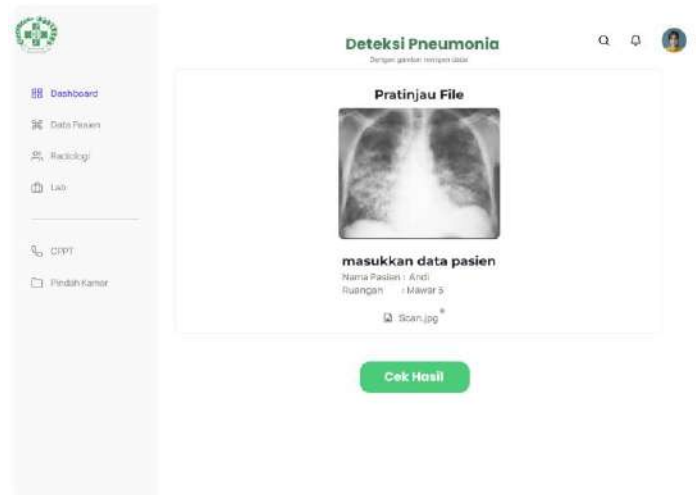 Deteksi Pneumonia
Dengan gambar rontgen dada
Dashboard
Data Pasien
Radiologi
Lab
CPPT
Pindah Kamar
Pratinjau File
masukkan data pasien
Nama Pasien : Andi
Ruangan : Mawar 5
Scan.jpg
Cek Hasil